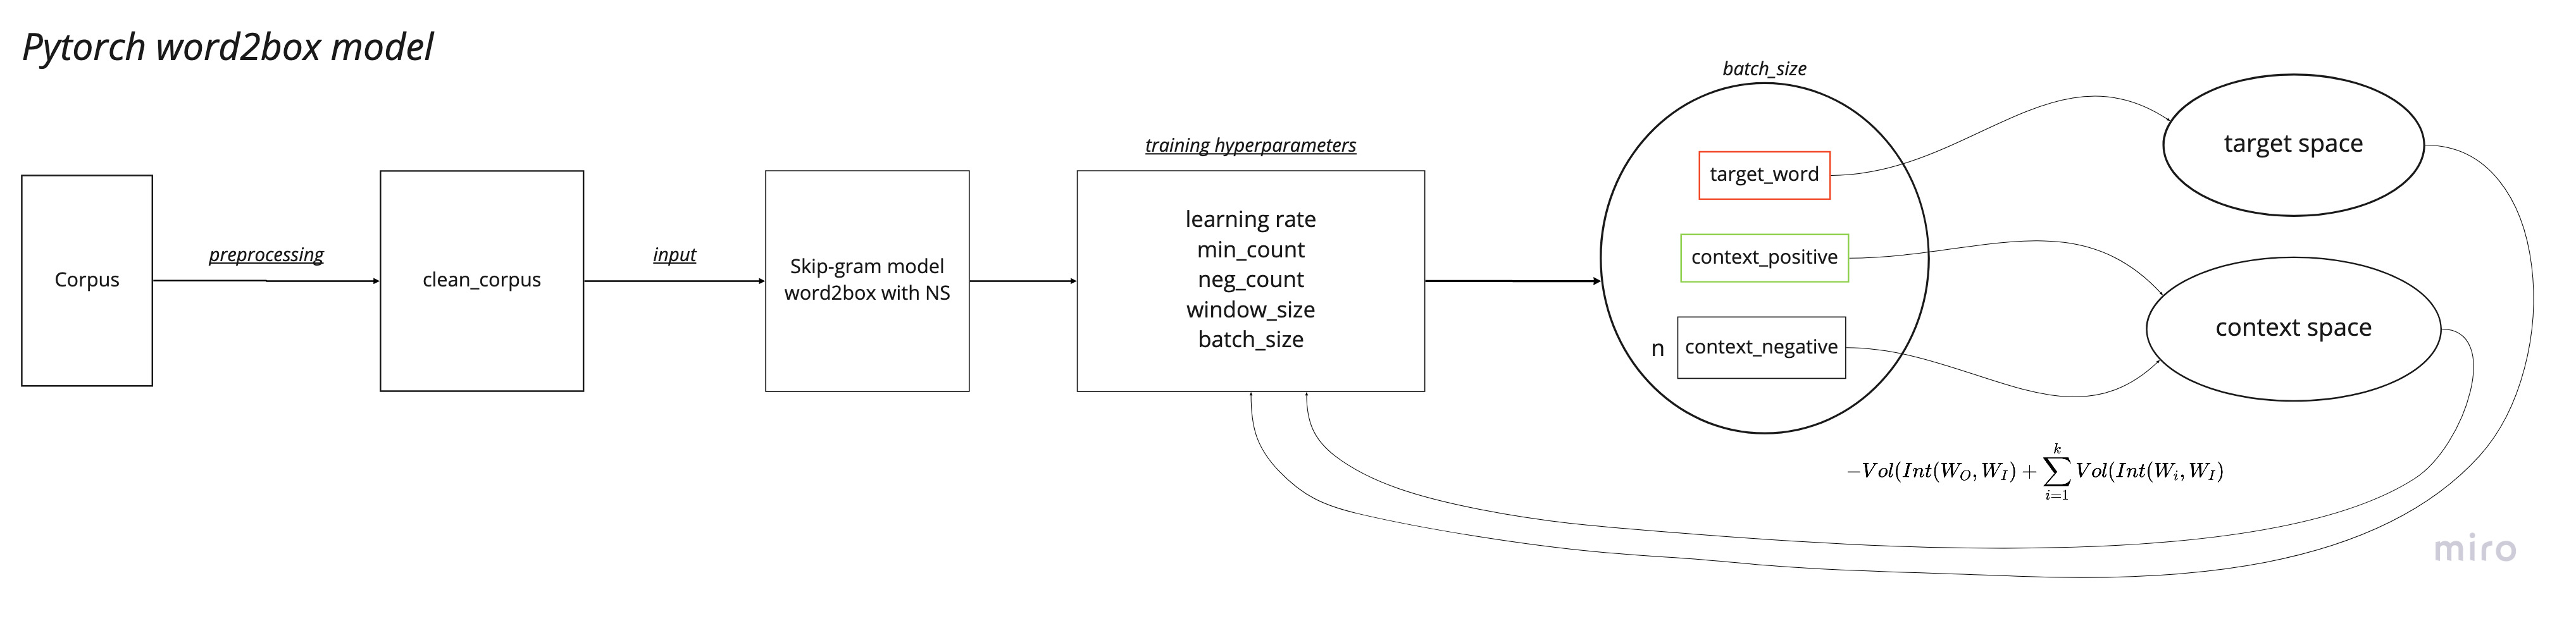 Pytorch word2box model
Corpus
preprocessing
clean_corpus
input
Skip-gram model
word2box with NS
training hyperparameters
learning rate
min_count
neg_count
window_size
batch_size
batch_size
target_word
context_positive
n
context_negative
target space
context space
−Vol(Int(W_O, W_I) + ∑_{i=1}^{k} Vol(Int(W_i, W_I)
miro